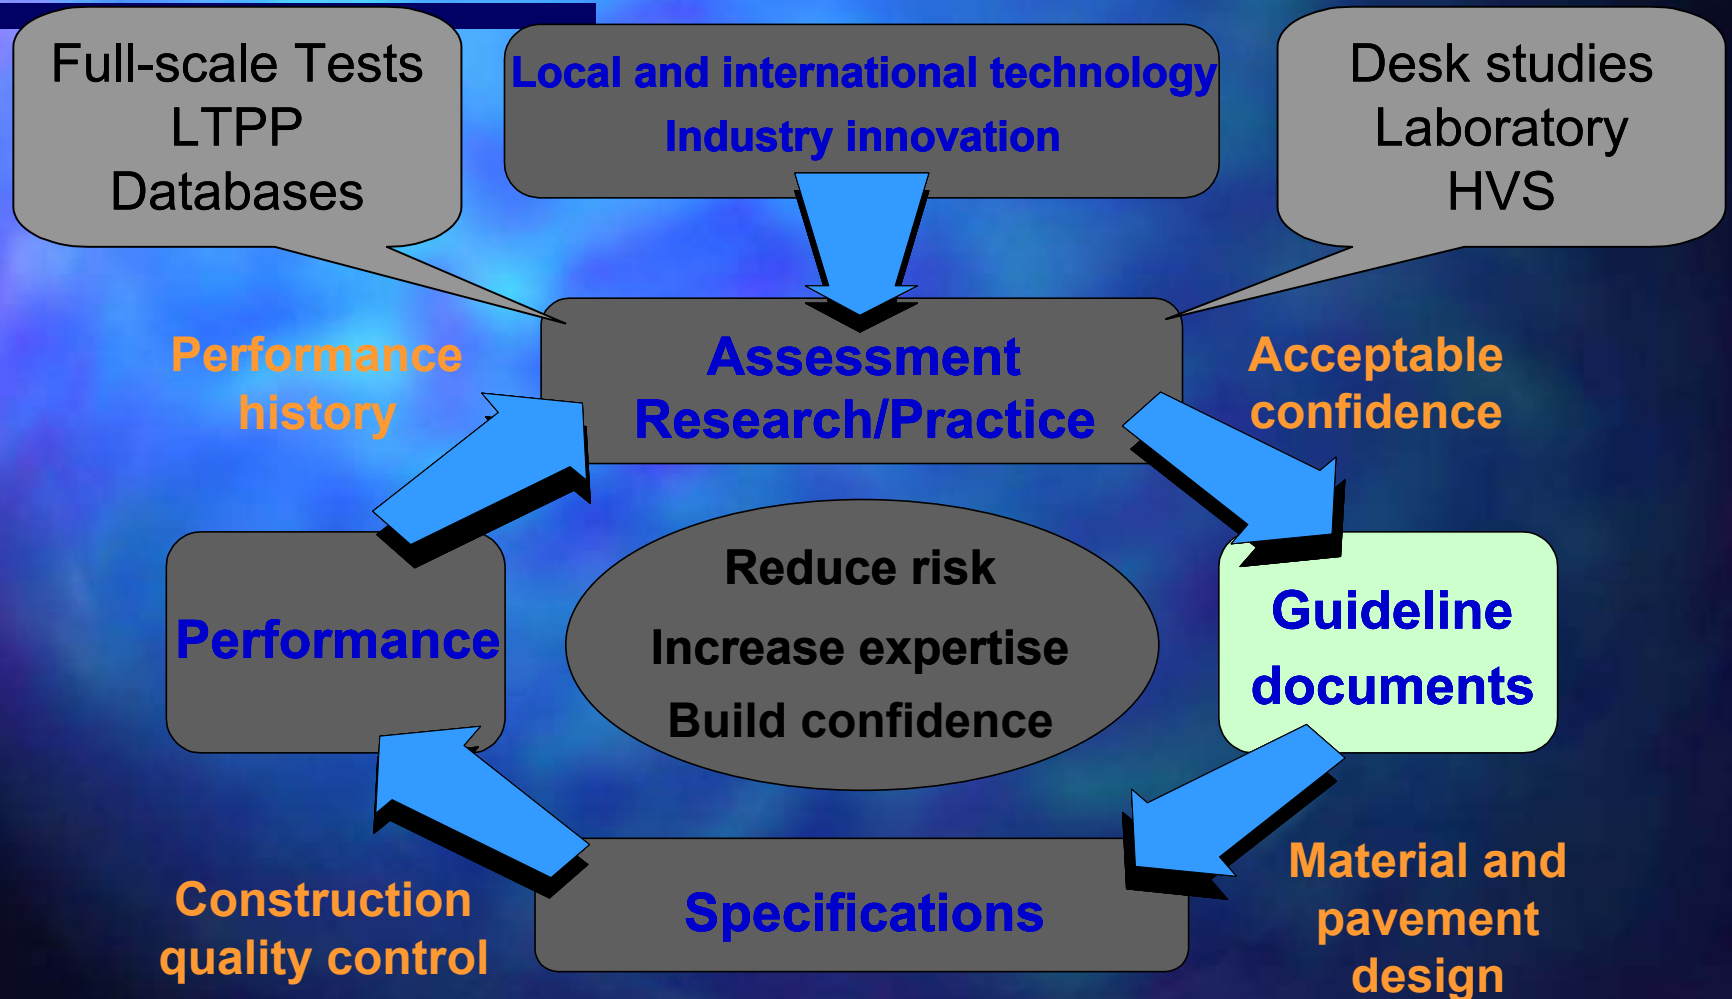 Full-scale Tests
LTPP
Databases
Local and international technology
Industry innovation
Desk studies
Laboratory
HVS
Performance
history
Assessment
Research/Practice
Acceptable
confidence
Performance
Reduce risk
Increase expertise
Build confidence
Guideline
documents
Construction
quality control
Specifications
Material and
pavement
design